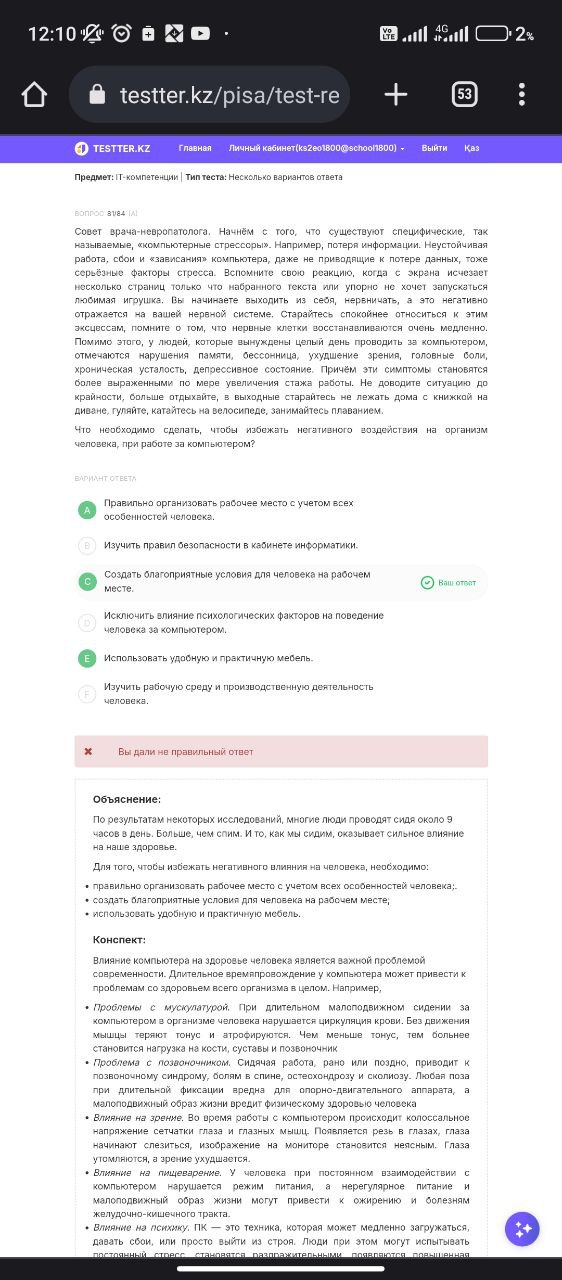 12:10
Vo LTE
4G
2%
testter.kz/pisa/test-re
53
TESTTER.KZ Главная Личный кабинет(ks2eo1800@school1800) Выйти Қаз
Предмет: IT-компетенции | Тип теста: Несколько вариантов ответа
ВОПРОС 81/84 (A)
Совет врача-невропатолога. Начнём с того, что существуют специфические, так
называемые, «компьютерные стрессоры». Например, потеря информации. Неустойчивая
работа, сбои и «зависания» компьютера, даже не приводящие к потере данных, тоже
серьёзные факторы стресса. Вспомните свою реакцию, когда с экрана исчезает
несколько страниц только что набранного текста или упорно не хочет запускаться
любимая игрушка. Вы начинаете выходить из себя, нервничать, а это негативно
отражается на вашей нервной системе. Старайтесь спокойнее относиться к этим
эксцессам, помните о том, что нервные клетки восстанавливаются очень медленно.
Помимо этого, у людей, которые вынуждены целый день проводить за компьютером,
отмечаются нарушения памяти, бессонница, ухудшение зрения, головные боли,
хроническая усталость, депрессивное состояние. Причём эти симптомы становятся
более выраженными по мере увеличения стажа работы. Не доводите ситуацию до
крайности, больше отдыхайте, в выходные старайтесь не лежать дома с книжкой на
диване, гуляйте, катайтесь на велосипеде, занимайтесь плаванием.
Что необходимо сделать, чтобы избежать негативного воздействия на организм
человека, при работе за компьютером?
ВАРИАНТ ОТВЕТА
A Правильно организовать рабочее место с учетом всех
особенностей человека.
B Изучить правил безопасности в кабинете информатики.
C Создать благоприятные условия для человека на рабочем
месте.
Ваш ответ
D Исключить влияние психологических факторов на поведение
человека за компьютером.
E Использовать удобную и практичную мебель.
F Изучить рабочую среду и производственную деятельность
человека.
Вы дали не правильный ответ
Объяснение:
По результатам некоторых исследований, многие люди проводят сидя около 9
часов в день. Больше, чем спим. И то, как мы сидим, оказывает сильное влияние
на наше здоровье.
Для того, чтобы избежать негативного влияния на человека, необходимо:
• правильно организовать рабочее место с учетом всех особенностей человека;.
• создать благоприятные условия для человека на рабочем месте;
• использовать удобную и практичную мебель.
Конспект:
Влияние компьютера на здоровье человека является важной проблемой
современности. Длительное времяпровождение у компьютера может привести к
проблемам со здоровьем всего организма в целом. Например,
• Проблемы с мускулатурой. При длительном малоподвижном сидении за
компьютером в организме человека нарушается циркуляция крови. Без движения
мышцы теряют тонус и атрофируются. Чем меньше тонус, тем больнее
становится нагрузка на кости, суставы и позвоночник
• Проблема с позвоночником. Сидячая работа, рано или поздно, приводит к
позвоночному синдрому, болям в спине, остеохондрозу и сколиозу. Любая поза
при длительной фиксации вредна для опорно-двигательного аппарата, а
малоподвижный образ жизни вредит физическому здоровью человека
• Влияние на зрение. Во время работы с компьютером происходит колоссальное
напряжение сетчатки глаза и глазных мышц. Появляется резь в глазах, глаза
начинают слезиться, изображение на мониторе становится неясным. Глаза
утомляются, а зрение ухудшается.
• Влияние на пищеварение. У человека при постоянном взаимодействии с
компьютером нарушается режим питания, а нерегулярное питание и
малоподвижный образ жизни могут привести к ожирению и болезням
желудочно-кишечного тракта.
• Влияние на психику. ПК — это техника, которая может медленно загружаться,
давать сбои, или просто выйти из строя. Люди при этом могут испытывать
постоянный стресс, становятся раздражительными, появляются повышенная